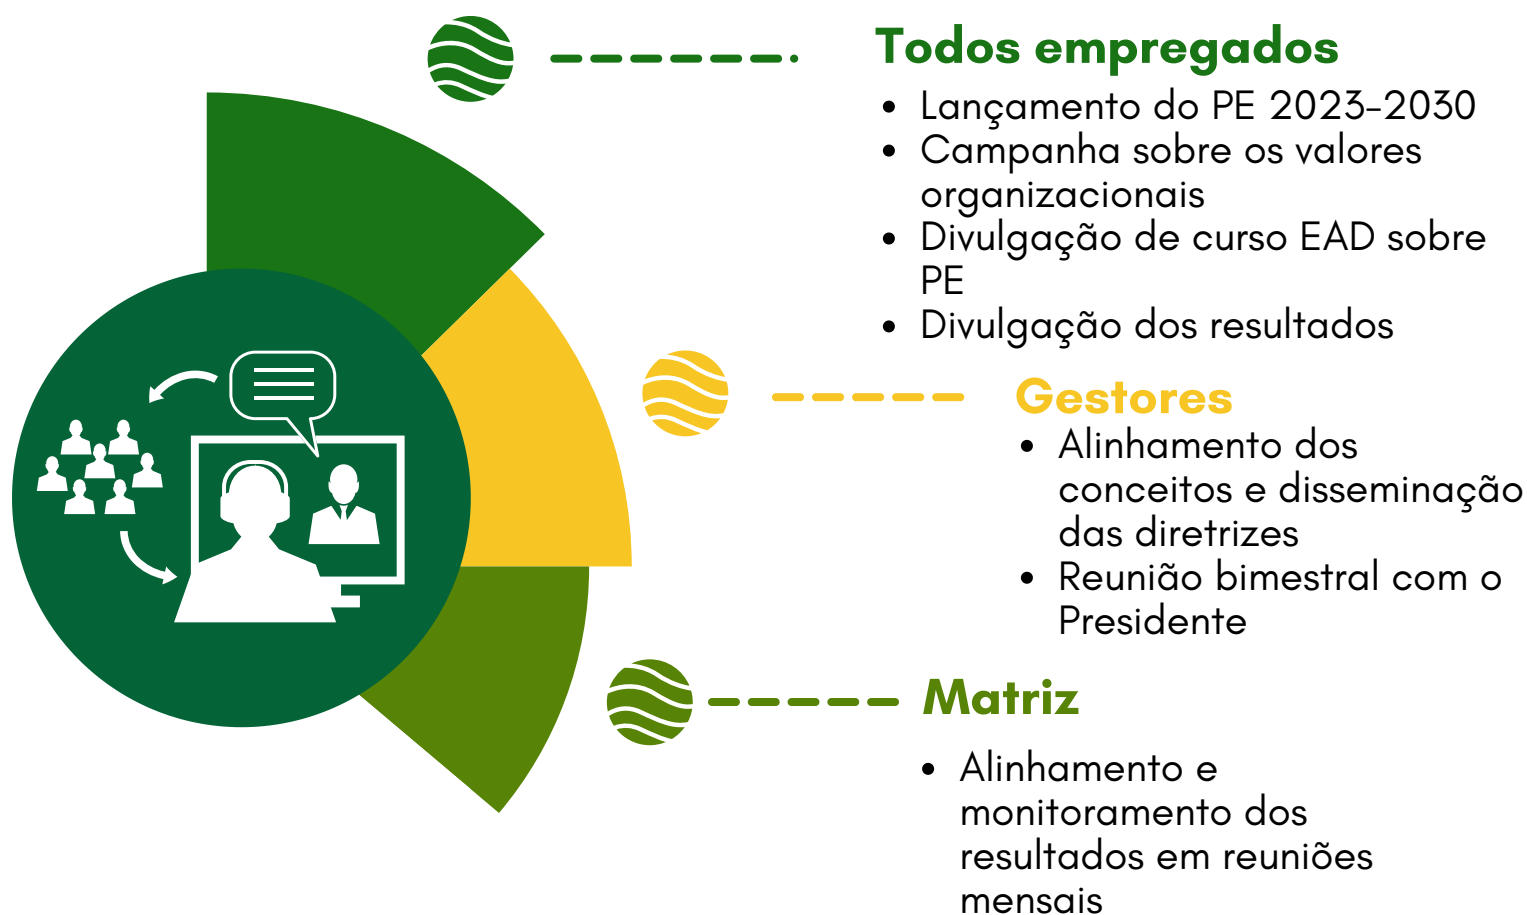 Todos empregados
• Lançamento do PE 2023-2030
• Campanha sobre os valores
organizacionais
• Divulgação de curso EAD sobre
PE
• Divulgação dos resultados
Gestores
• Alinhamento dos
conceitos e disseminação
das diretrizes
• Reunião bimestral com o
Presidente
Matriz
• Alinhamento e
monitoramento dos
resultados em reuniões
mensais